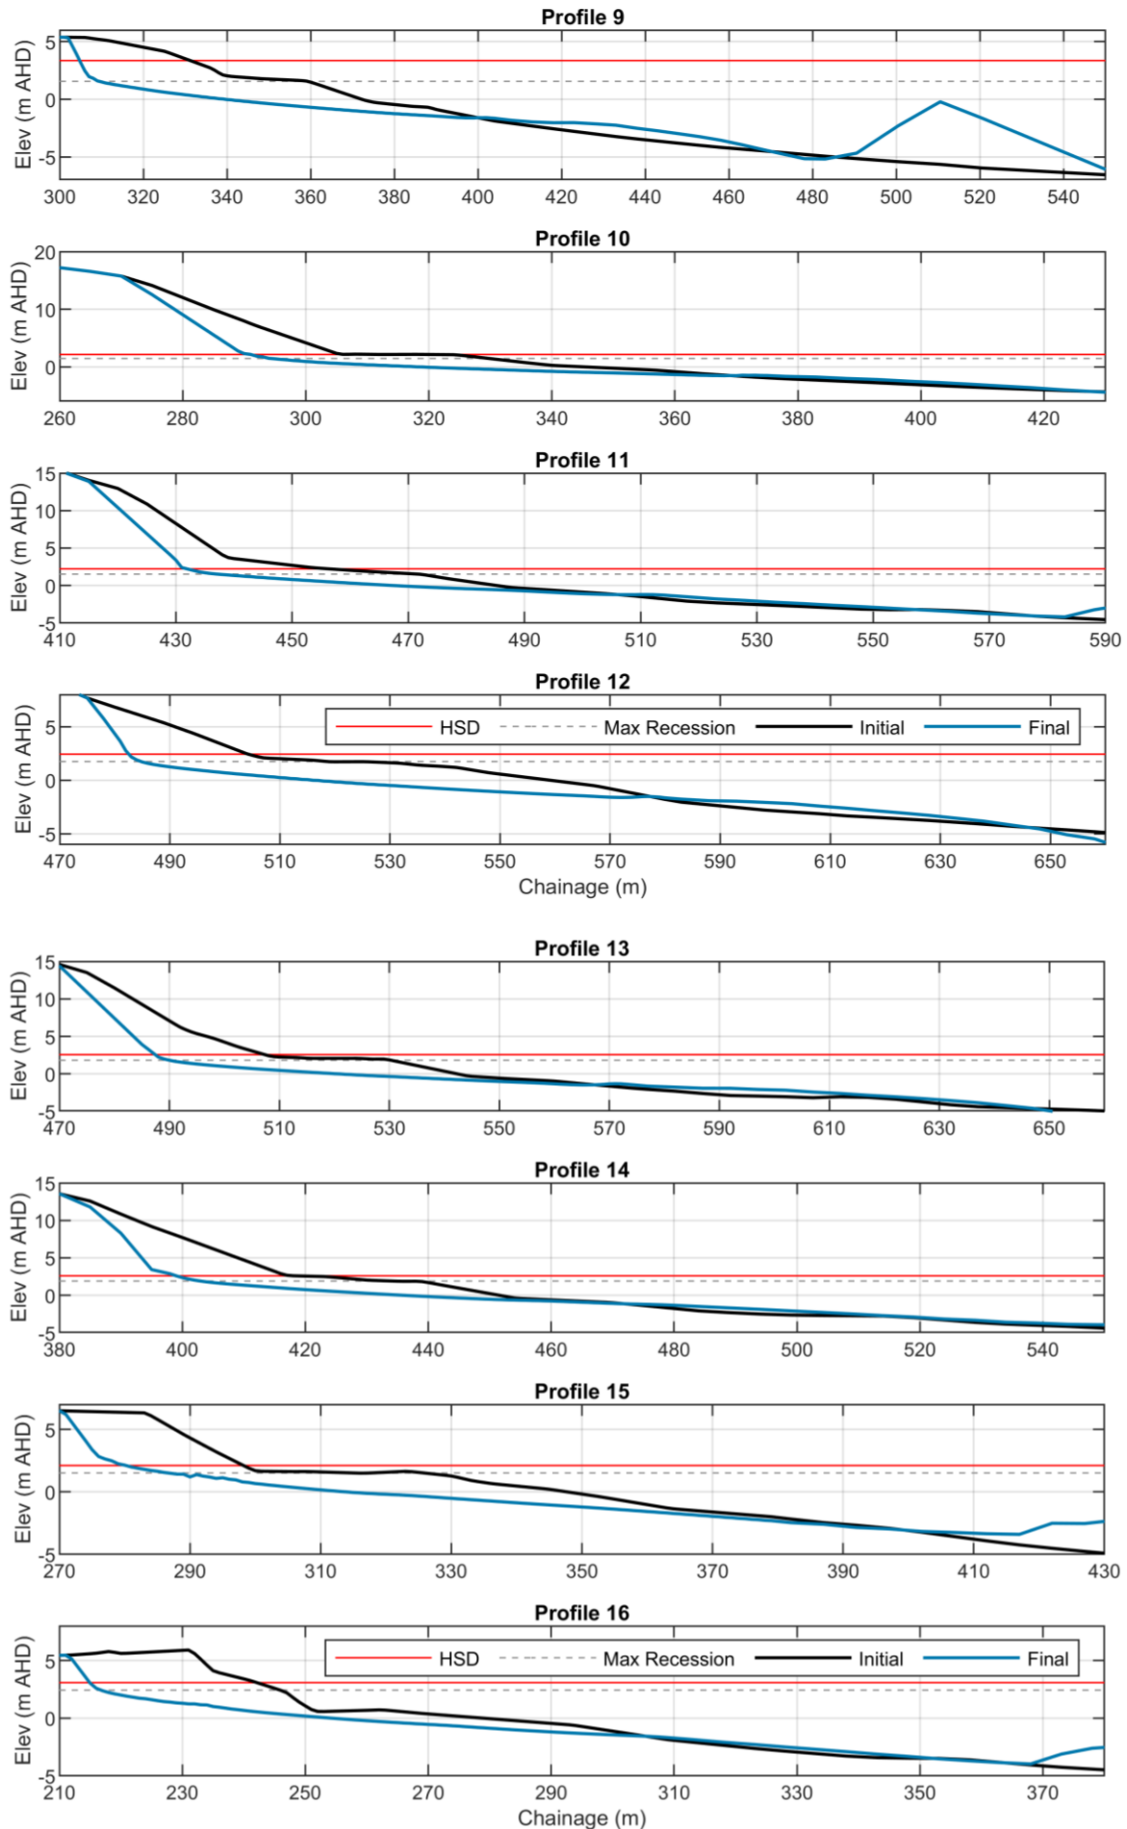 Profile 9
Elev (m AHD)
5
0
-5
300 320 340 360 380 400 420 440 460 480 500 520 540
Profile 10
Elev (m AHD)
20
10
0
260 280 300 320 340 360 380 400 420
Profile 11
Elev (m AHD)
15
10
5
0
-5
410 430 450 470 490 510 530 550 570 590
Profile 12
Elev (m AHD)
HSD Max Recession Initial Final
5
0
-5
470 490 510 530 550 570 590 610 630 650
Chainage (m)
Profile 13
Elev (m AHD)
15
10
5
0
-5
470 490 510 530 550 570 590 610 630 650
Profile 14
Elev (m AHD)
15
10
5
0
-5
380 400 420 440 460 480 500 520 540
Profile 15
Elev (m AHD)
5
0
-5
270 290 310 330 350 370 390 410 430
Profile 16
Elev (m AHD)
HSD Max Recession Initial Final
5
0
-5
210 230 250 270 290 310 330 350 370
Chainage (m)